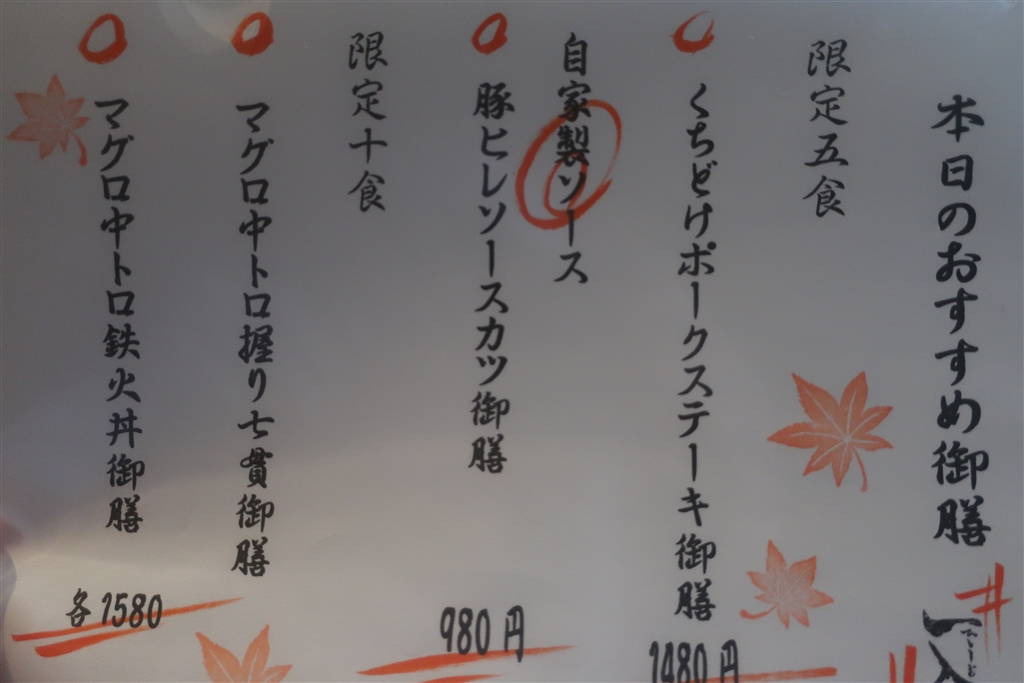 本日のおすすめ御膳
限定五食
くちどけポークステーキ御膳
1480円
自家製ソース
豚ヒレソースカツ御膳
980円
限定十食
マグロ中トロ握り七貫御膳
マグロ中トロ鉄火丼御膳
各1580